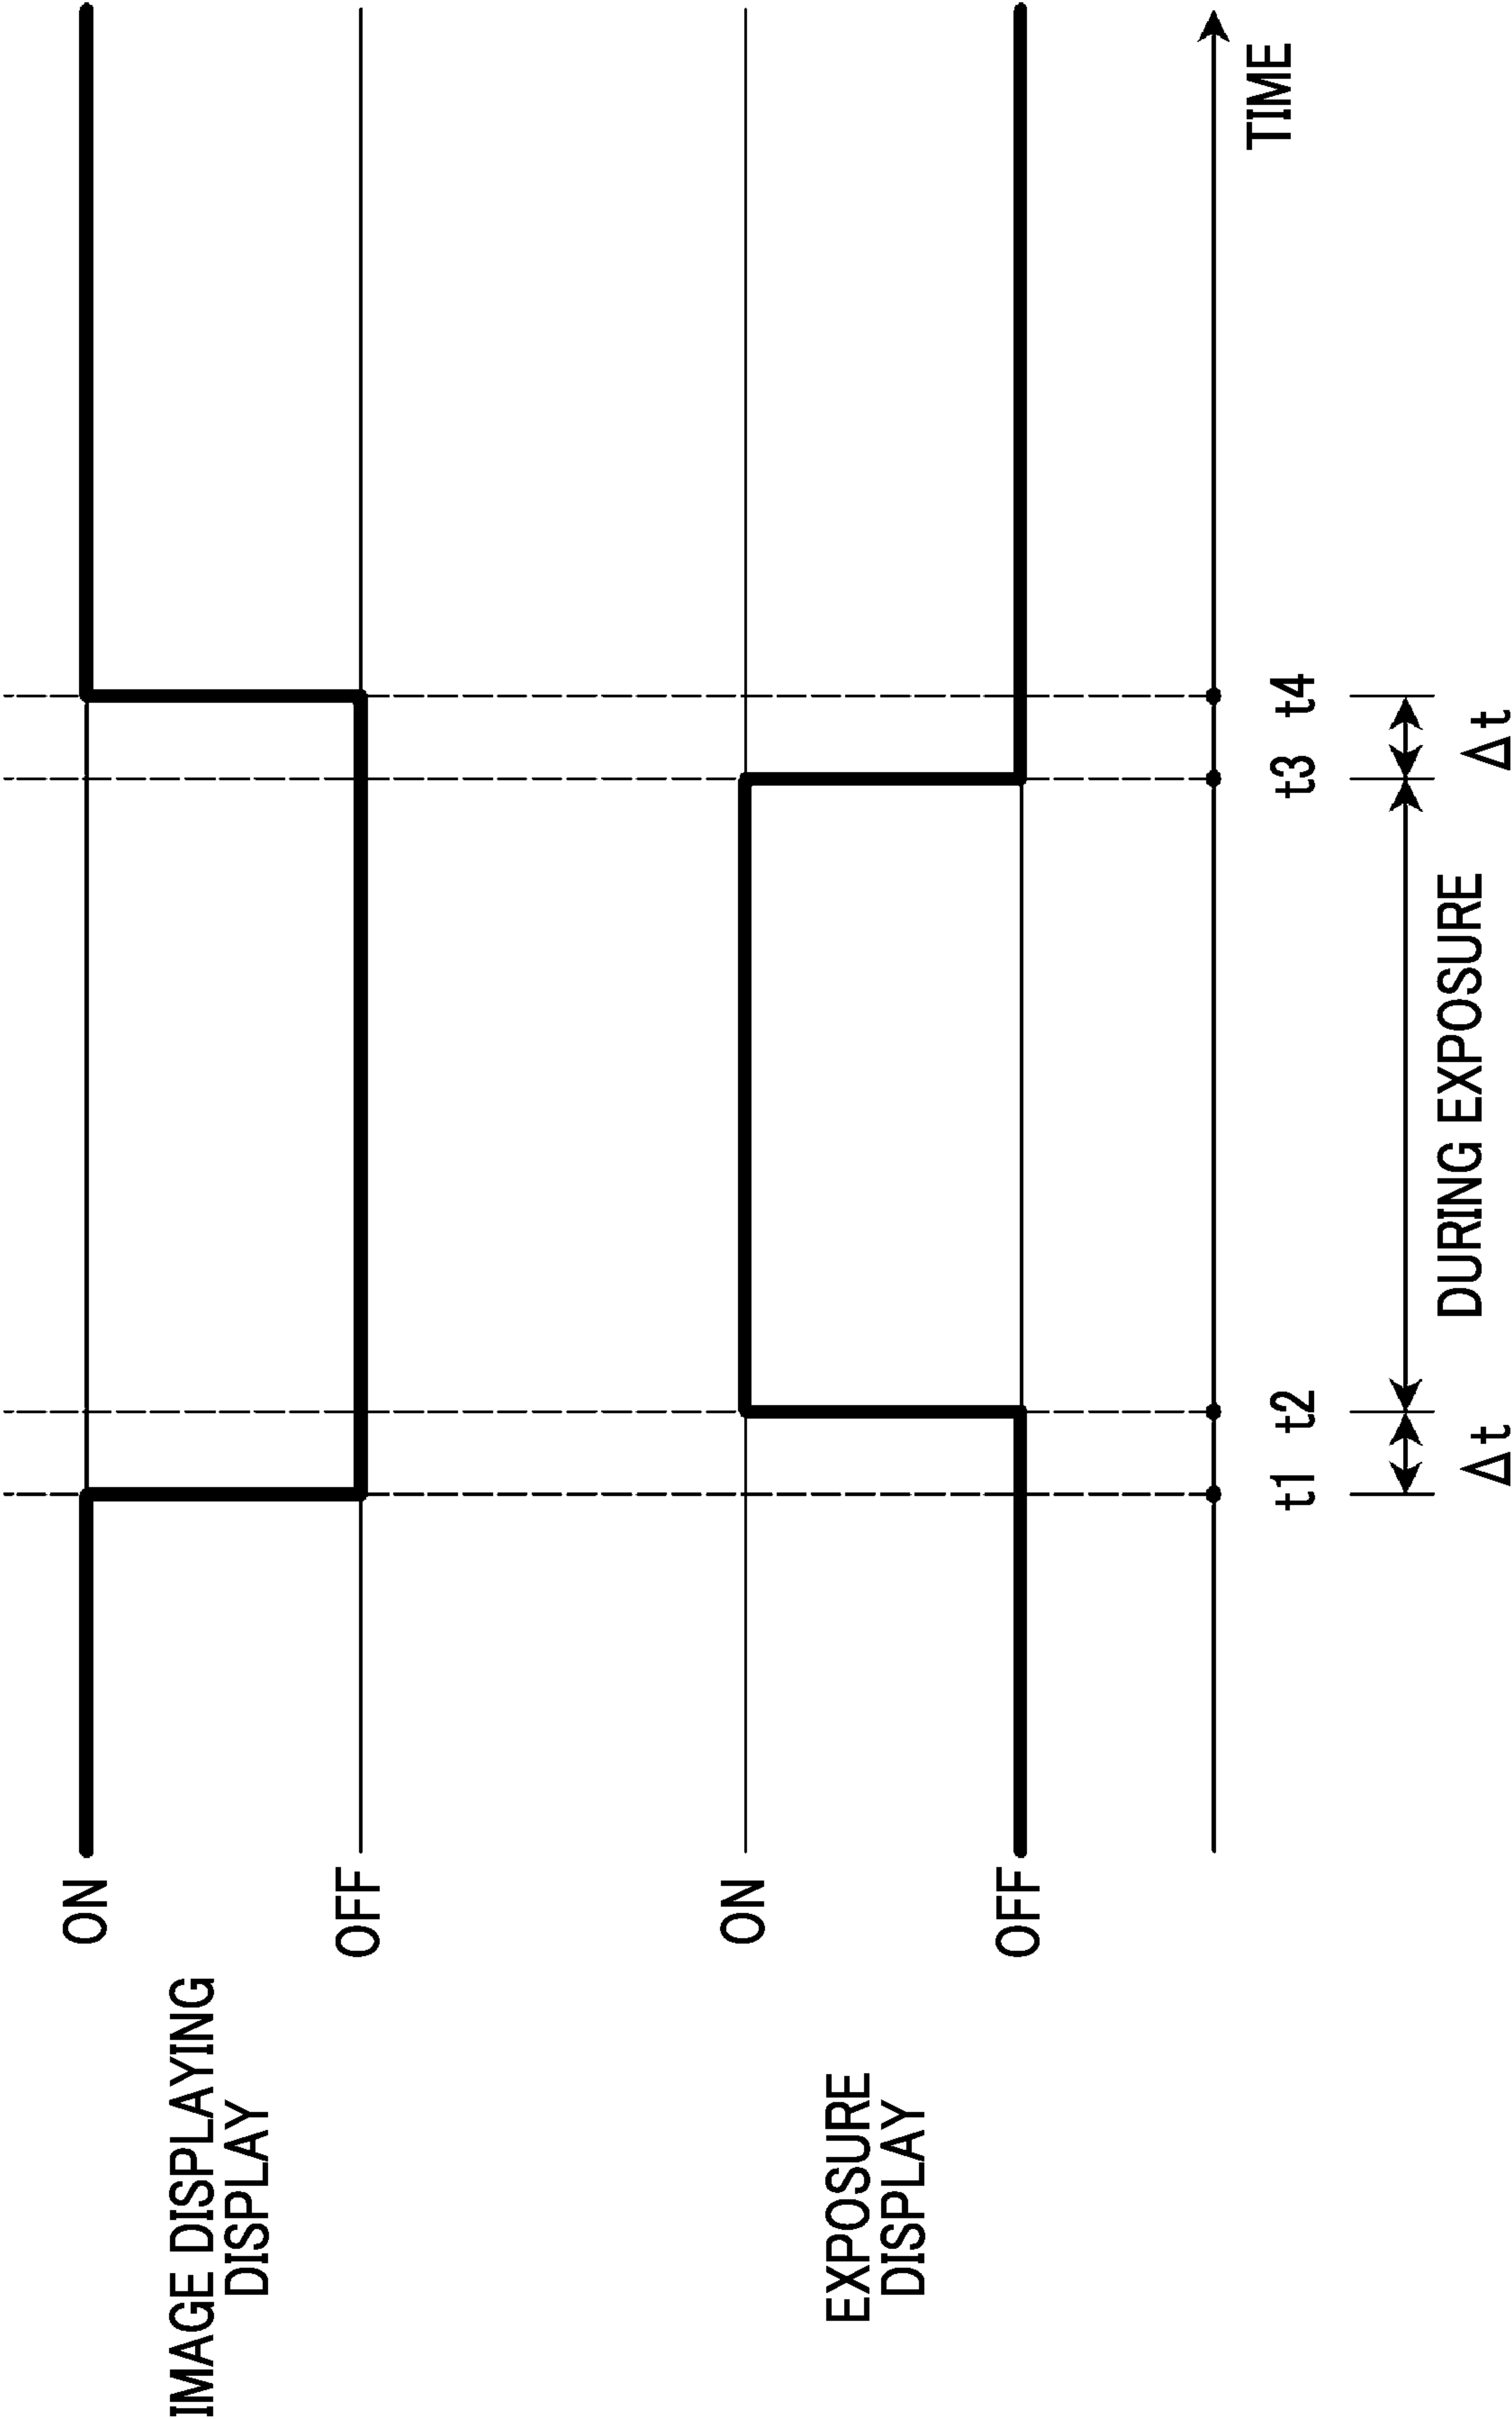 ON
IMAGE DISPLAYING
DISPLAY
OFF
ON
EXPOSURE
DISPLAY
OFF
TIME
t1 t2 t3 t4
Δt DURING EXPOSURE Δt